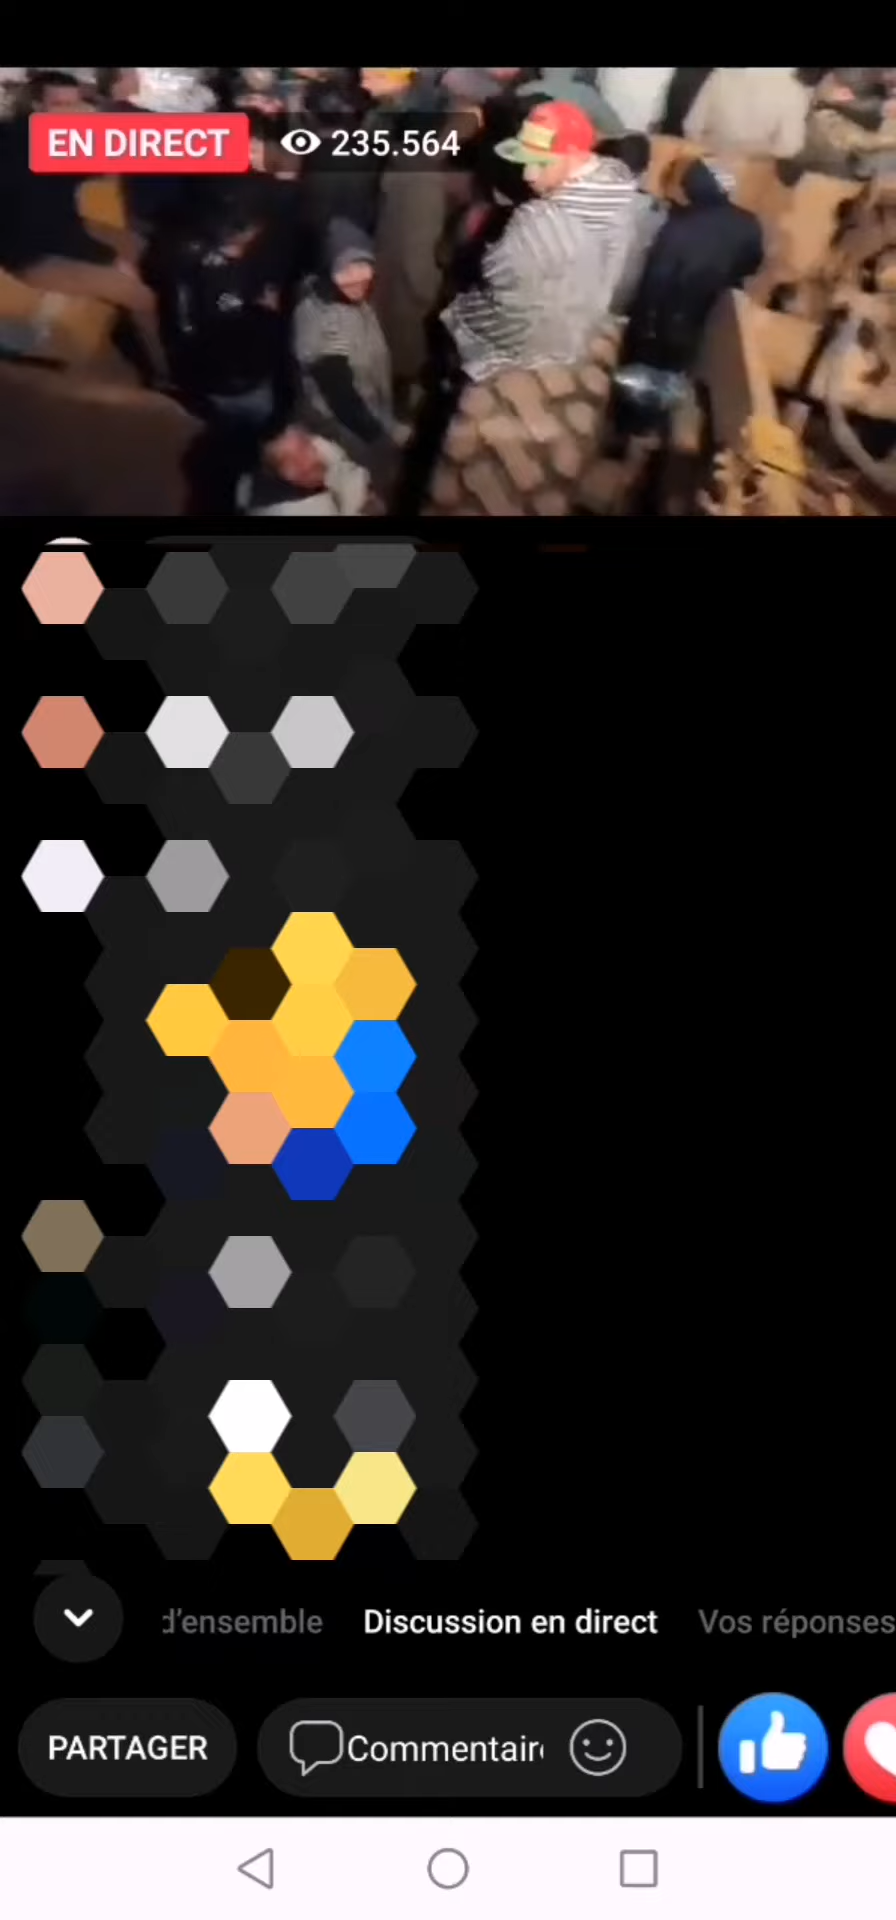 EN DIRECT 235.564
d'ensemble Discussion en direct Vos réponses
PARTAGER Commentair